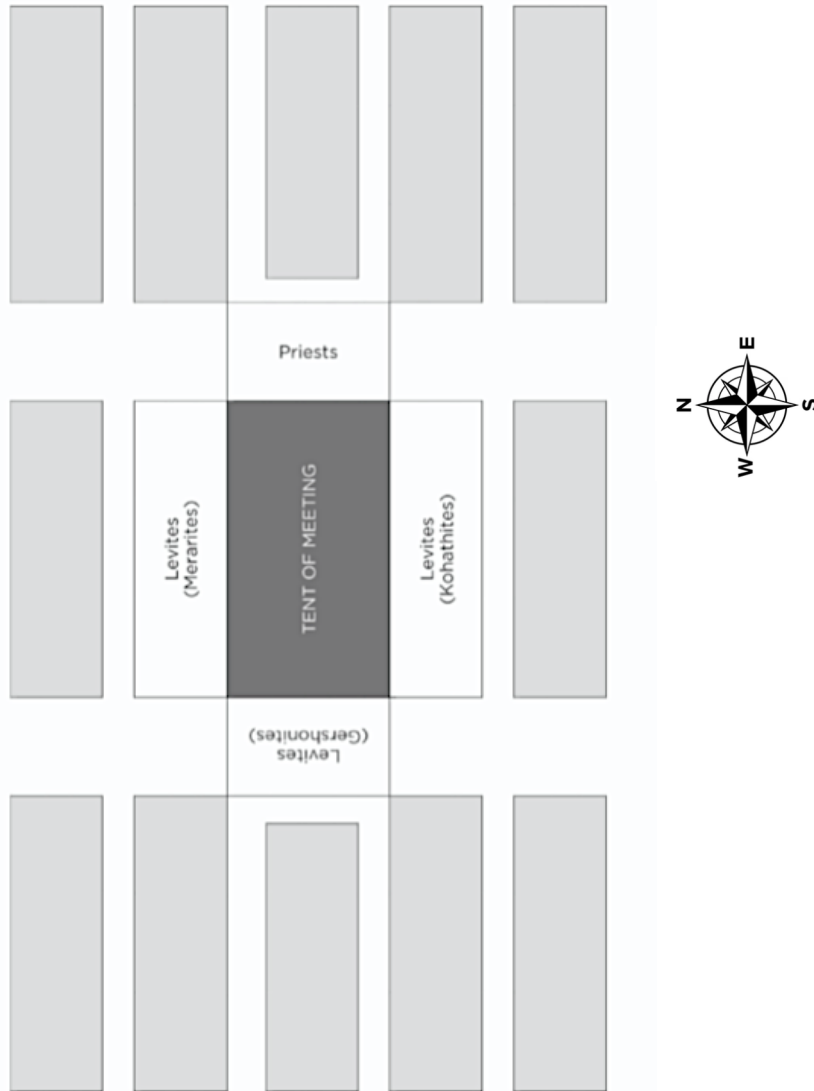 Priests
Levites
(Merarites)
TENT OF MEETING
Levites
(Kohathites)
Levites
(Gershonites)
E
N
S
W